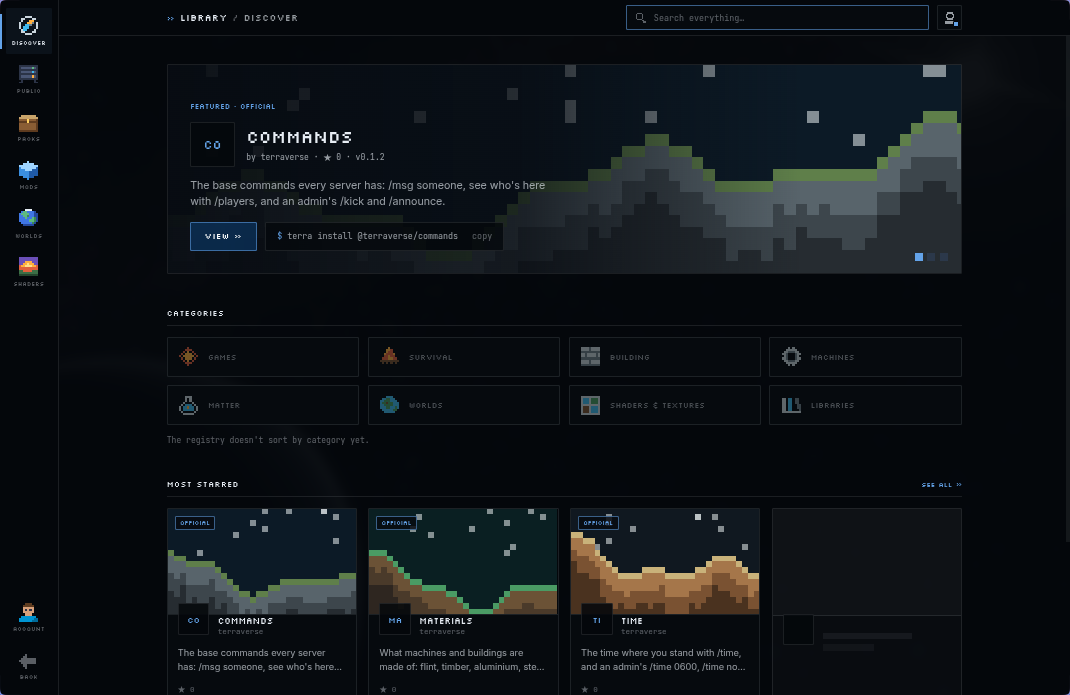 DISCOVER
PUBLIC
PACKS
MODS
WORLDS
SHADERS
ACCOUNT
BACK
» LIBRARY / DISCOVER
Search everything…
FEATURED · OFFICIAL
CO
COMMANDS
by terraverse · ★ 0 · v0.1.2
The base commands every server has: /msg someone, see who's here
with /players, and an admin's /kick and /announce.
VIEW »
$ terra install @terraverse/commands copy
CATEGORIES
GAMES
SURVIVAL
BUILDING
MACHINES
MATTER
WORLDS
SHADERS & TEXTURES
LIBRARIES
The registry doesn't sort by category yet.
MOST STARRED
SEE ALL »
OFFICIAL
CO
COMMANDS
terraverse
The base commands every server
has: /msg someone, see who's here…
★ 0
OFFICIAL
MA
MATERIALS
terraverse
What machines and buildings are
made of: flint, timber, aluminium, ste…
★ 0
OFFICIAL
TI
TIME
terraverse
The time where you stand with /time,
and an admin's /time 0600, /time no…
★ 0